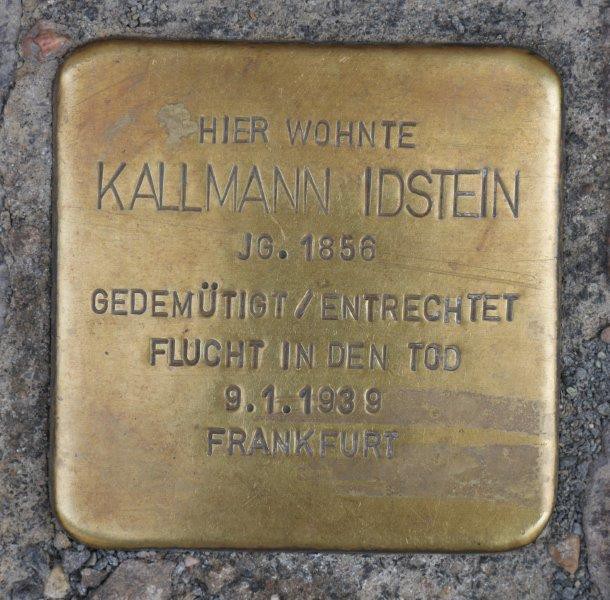 HIER WOHNTE
KALLMANN IDSTEIN
JG. 1856
GEDEMÜTIGT/ENTRECHTET
FLUCHT IN DEN TOD
9.1.1939
FRANKFURT